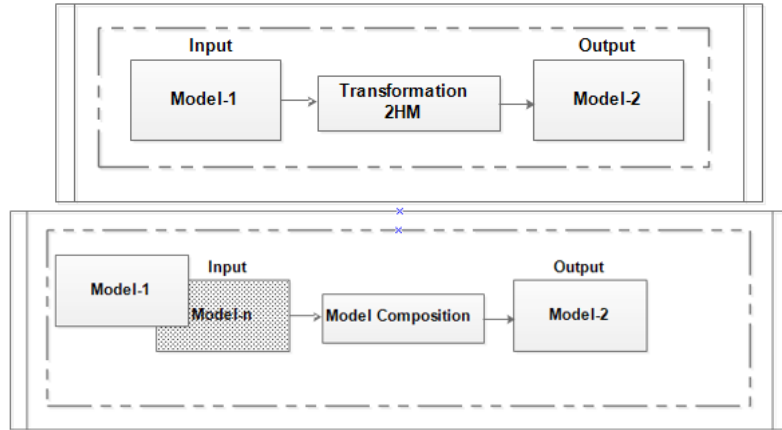 Input
Output
Model-1
Transformation
2HM
Model-2
Input
Output
Model-1
Model-n
Model Composition
Model-2